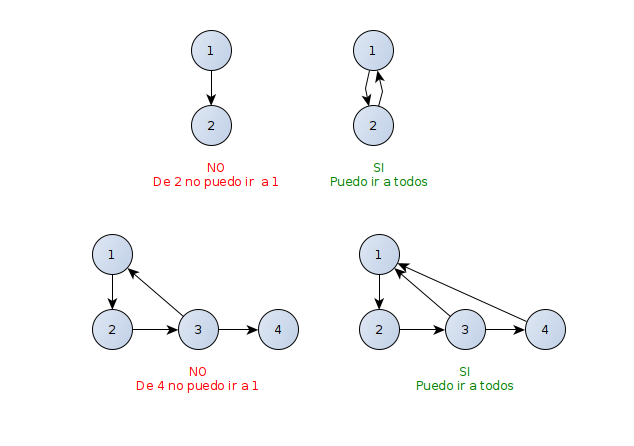 1
1
2
2
NO
De 2 no puedo ir a 1
SI
Puedo ir a todos
1
1
2
3
4
2
3
4
NO
De 4 no puedo ir a 1
SI
Puedo ir a todos